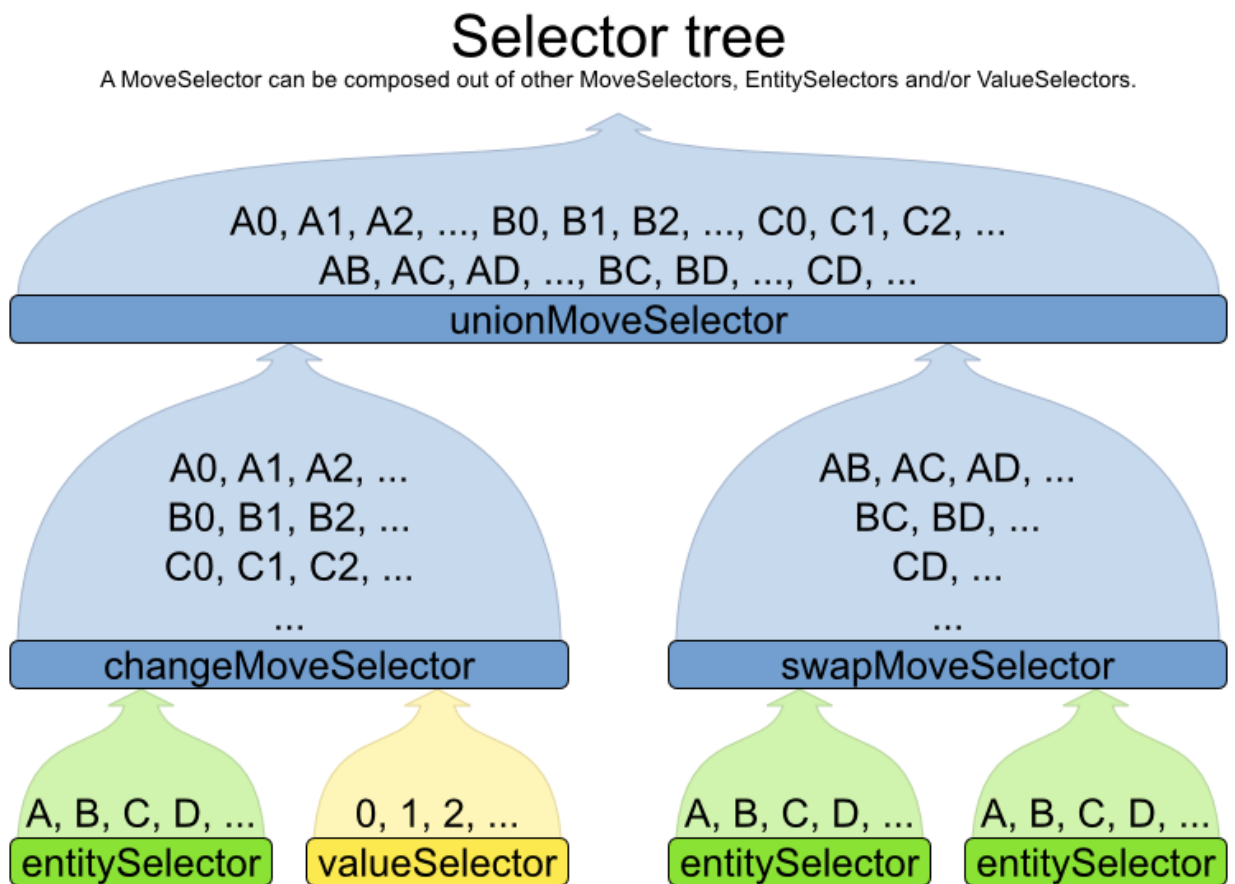 Selector tree
A MoveSelector can be composed out of other MoveSelectors, EntitySelectors and/or ValueSelectors.
A0, A1, A2, ..., B0, B1, B2, ..., C0, C1, C2, ...
AB, AC, AD, ..., BC, BD, ..., CD, ...
unionMoveSelector
A0, A1, A2, ...
B0, B1, B2, ...
C0, C1, C2, ...
...
changeMoveSelector
AB, AC, AD, ...
BC, BD, ...
CD, ...
...
swapMoveSelector
A, B, C, D, ...
entitySelector
0, 1, 2, ...
valueSelector
A, B, C, D, ...
entitySelector
A, B, C, D, ...
entitySelector